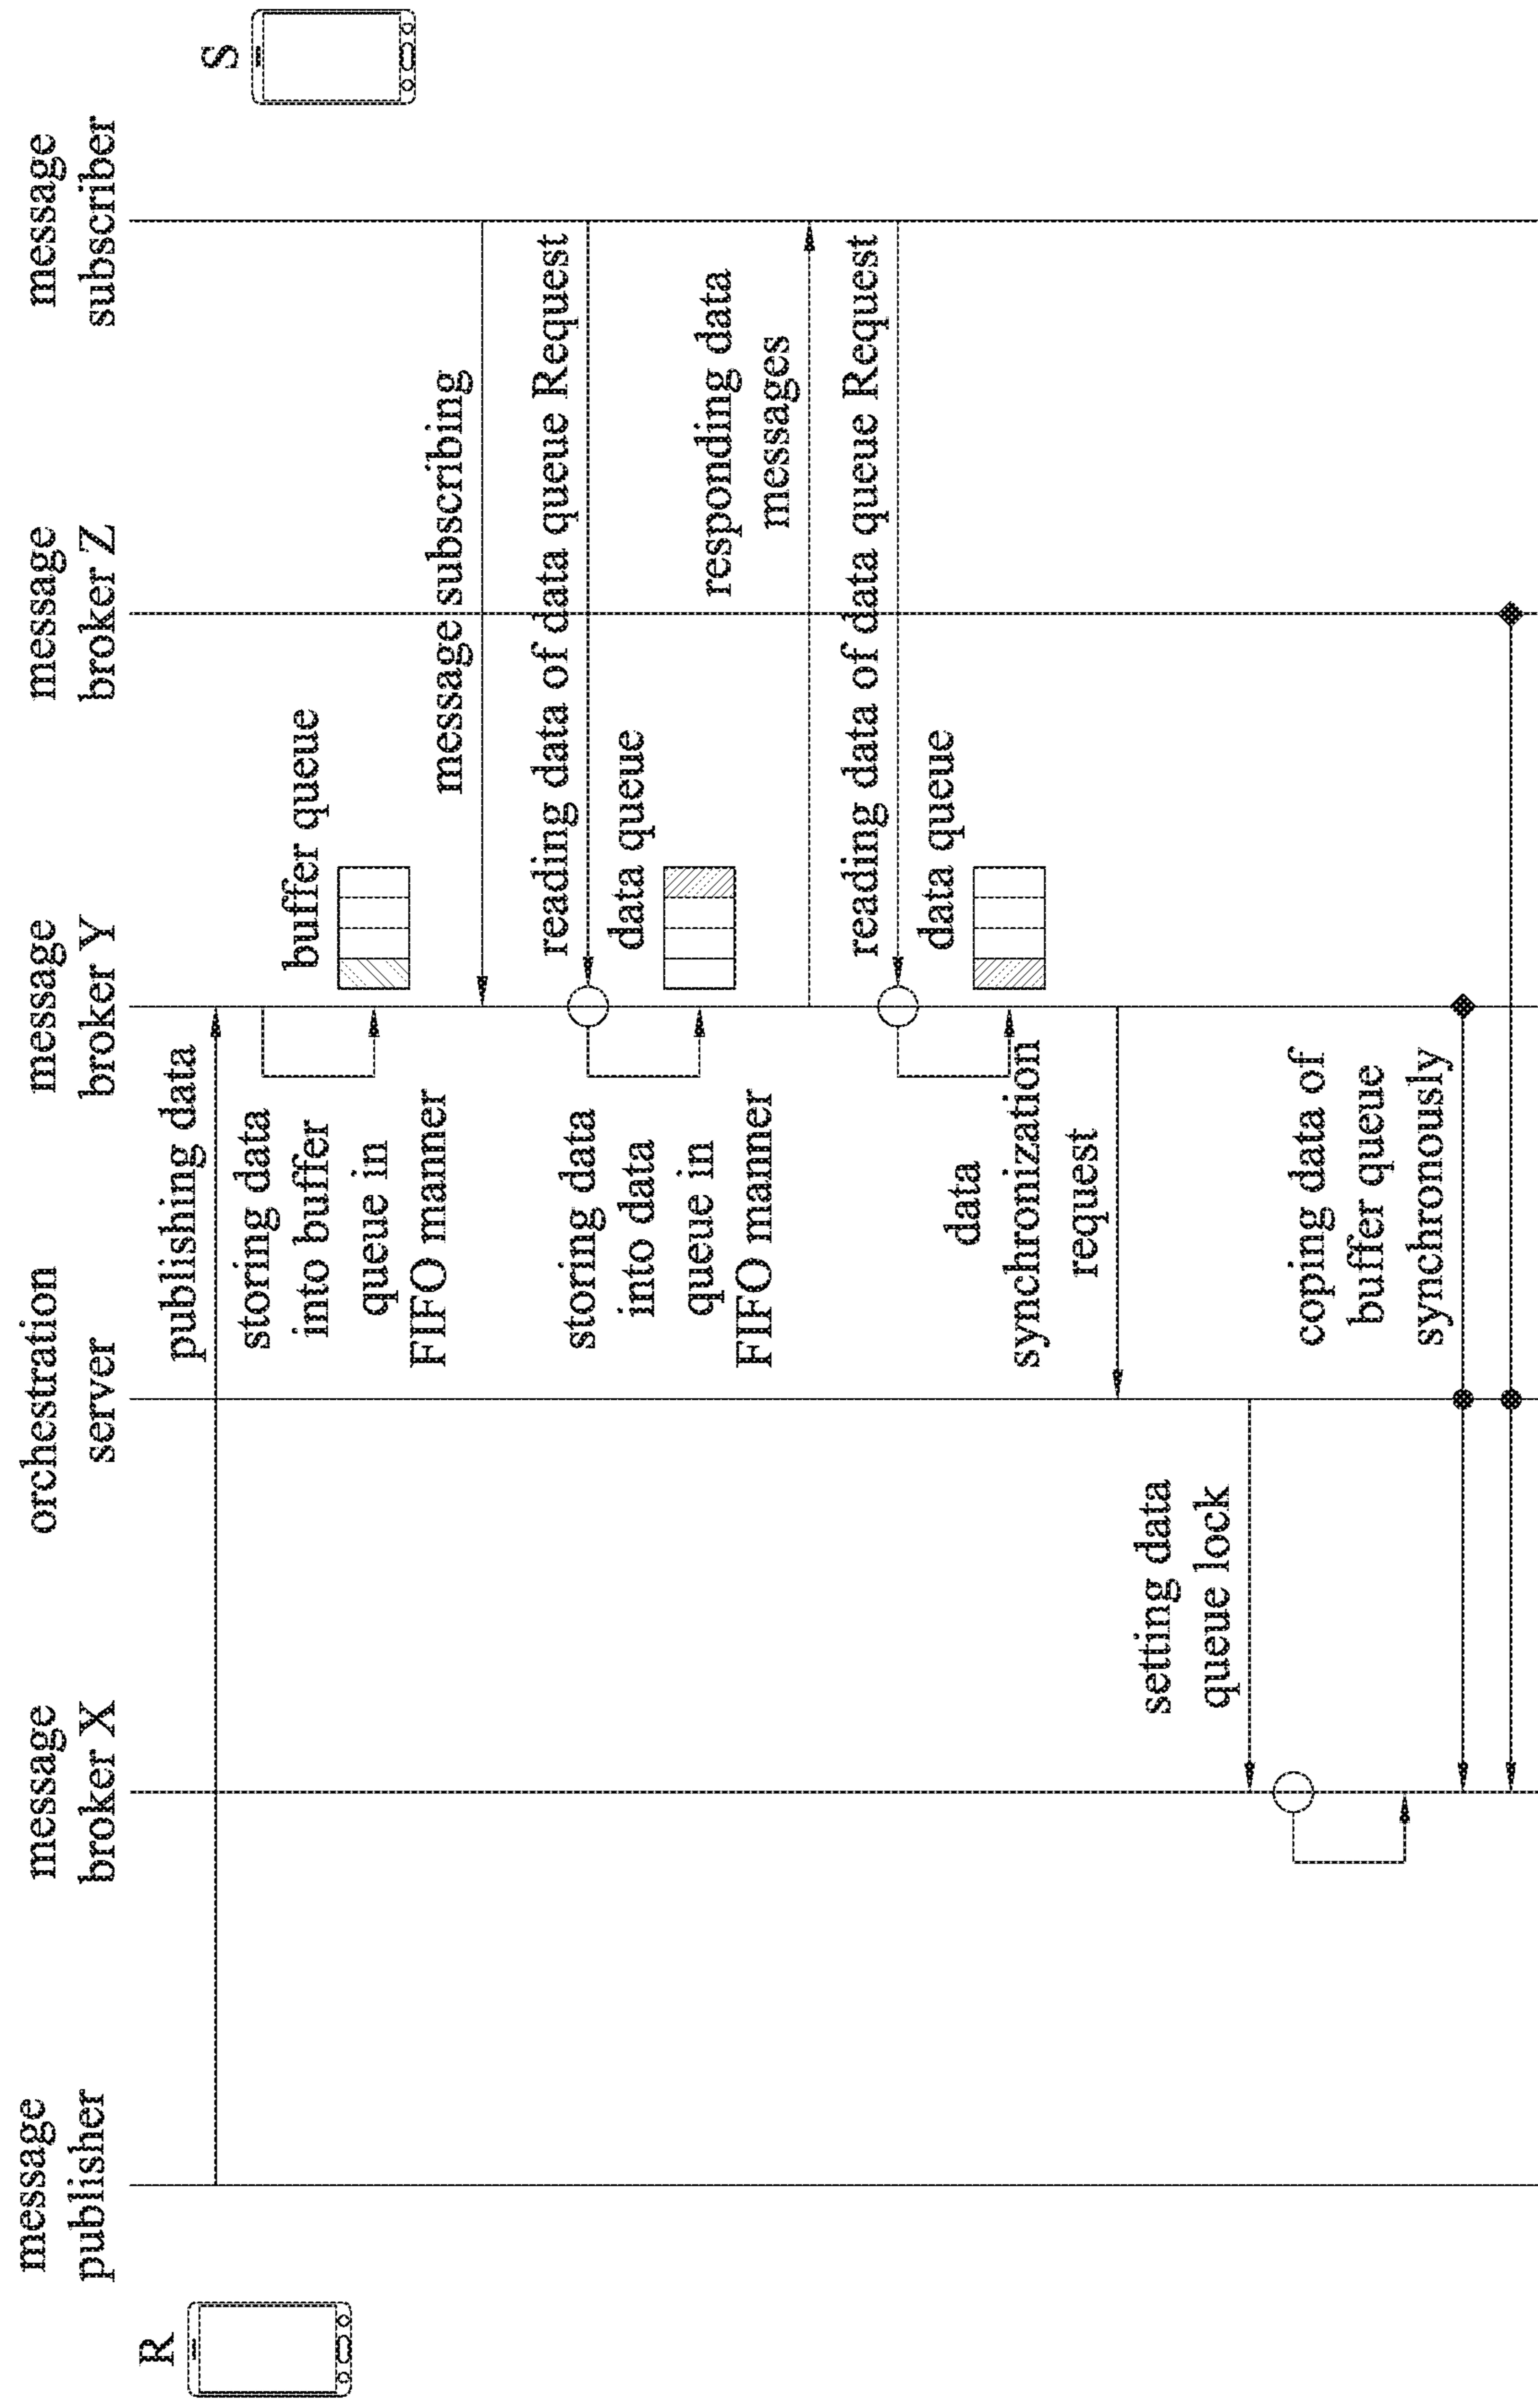 R
message
publisher
message
broker X
orchestration
server
message
broker Y
message
broker Z
message
subscriber
S
publishing data
storing data
into buffer
queue in
FIFO manner
buffer queue
message subscribing
reading data of data queue Request
storing data
into data
queue in
FIFO manner
data queue
responding data
messages
reading data of data queue Request
data queue
data
synchronization
request
setting data
queue lock
coping data of
buffer queue
synchronously